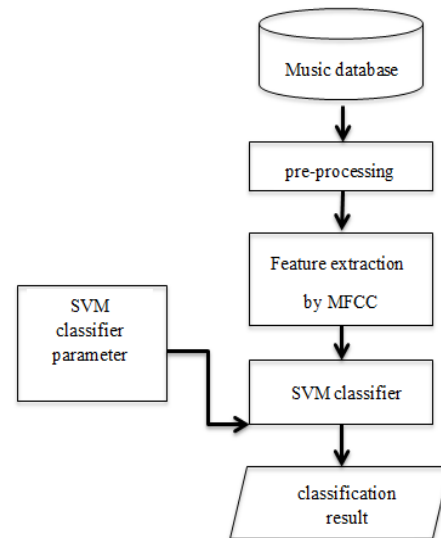 Music database
pre-processing
Feature extraction
by MFCC
SVM
classifier
parameter
SVM classifier
classification
result